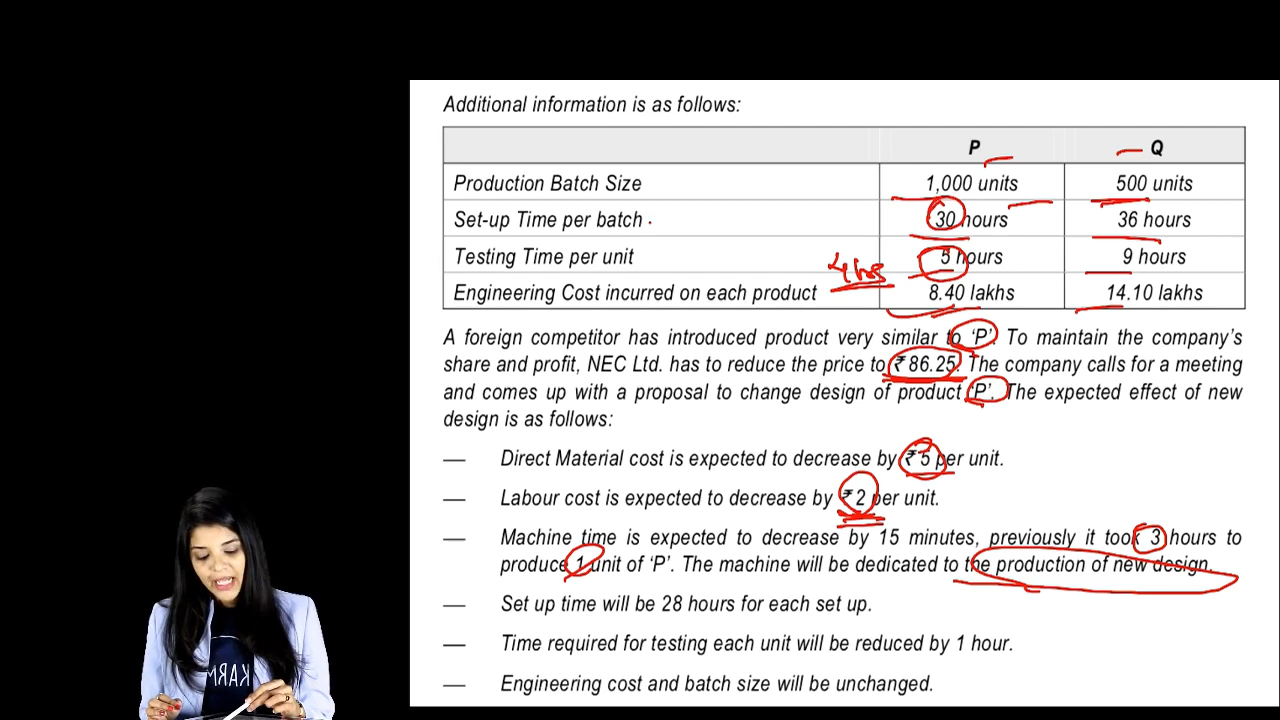 Additional information is as follows:
P Q
Production Batch Size 1,000 units 500 units
Set-up Time per batch 30 hours 36 hours
Testing Time per unit 5 hours 9 hours
4 hrs
Engineering Cost incurred on each product 8.40 lakhs 14.10 lakhs
A foreign competitor has introduced product very similar to ‘P’. To maintain the company’s
share and profit, NEC Ltd. has to reduce the price to ₹ 86.25. The company calls for a meeting
and comes up with a proposal to change design of product ‘P’. The expected effect of new
design is as follows:
— Direct Material cost is expected to decrease by ₹ 5 per unit.
— Labour cost is expected to decrease by ₹ 2 per unit.
— Machine time is expected to decrease by 15 minutes, previously it took 3 hours to
produce 1 unit of ‘P’. The machine will be dedicated to the production of new design.
— Set up time will be 28 hours for each set up.
— Time required for testing each unit will be reduced by 1 hour.
— Engineering cost and batch size will be unchanged.